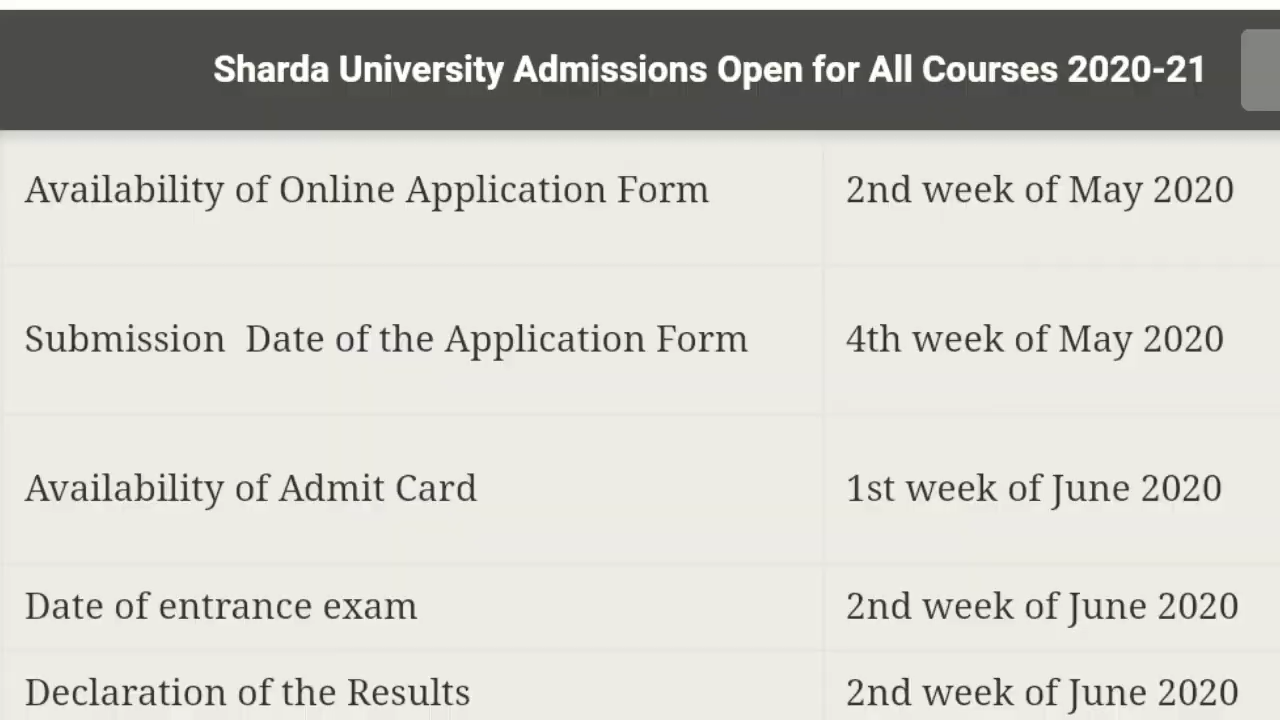 Sharda University Admissions Open for All Courses 2020-21
Availability of Online Application Form 2nd week of May 2020
Submission Date of the Application Form 4th week of May 2020
Availability of Admit Card 1st week of June 2020
Date of entrance exam 2nd week of June 2020
Declaration of the Results 2nd week of June 2020